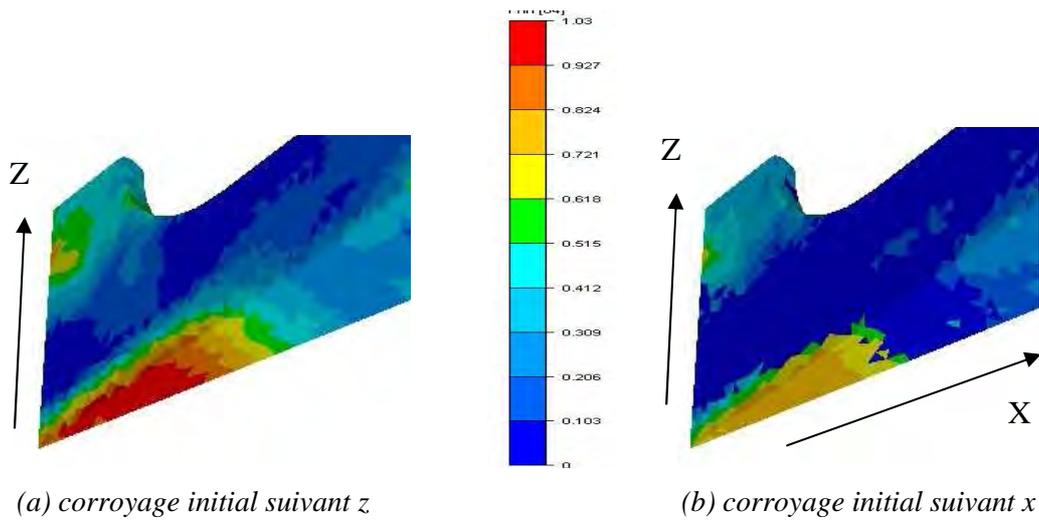 1.03
0.927
0.824
0.721
0.618
0.515
0.412
0.309
0.206
0.103
0
Z
Z
X
(a) corroyage initial suivant z
(b) corroyage initial suivant x